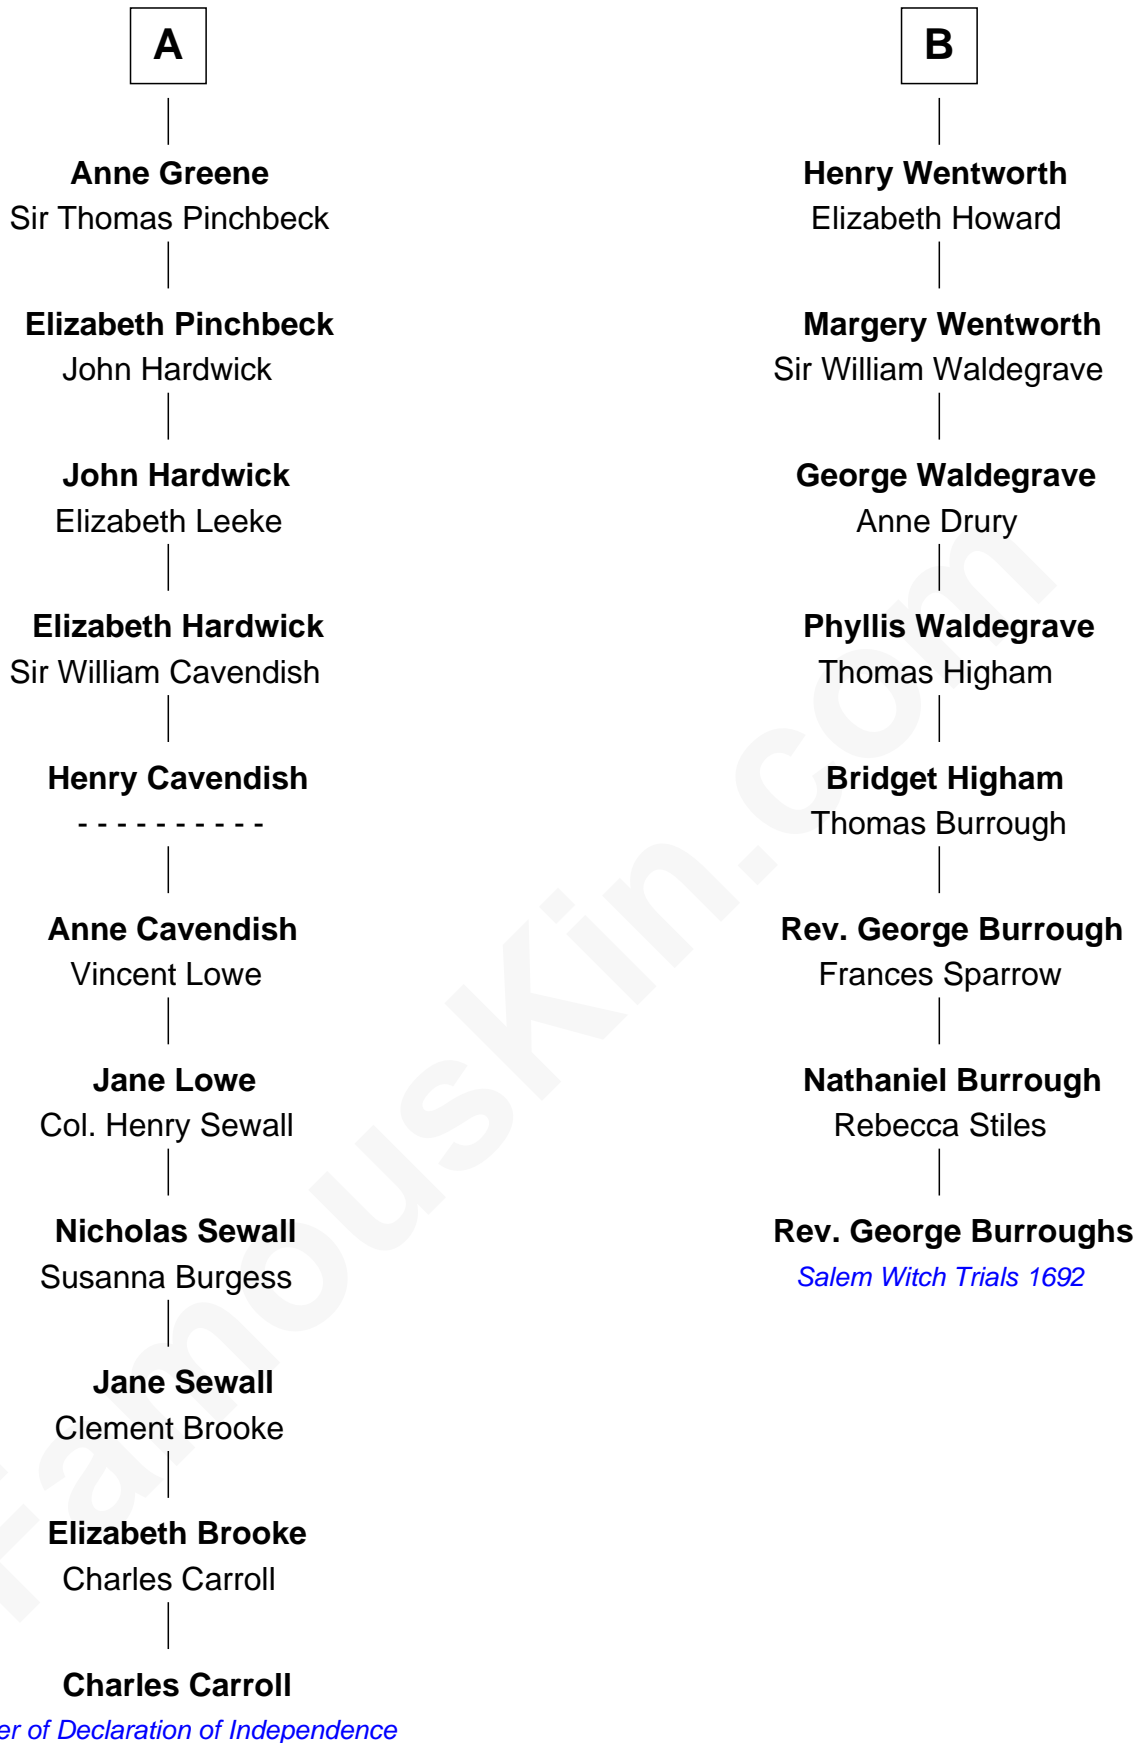 A
Anne Greene
Sir Thomas Pinchbeck
Elizabeth Pinchbeck
John Hardwick
John Hardwick
Elizabeth Leeke
Elizabeth Hardwick
Sir William Cavendish
Henry Cavendish
- - - - - - - - - -
Anne Cavendish
Vincent Lowe
Jane Lowe
Col. Henry Sewall
Nicholas Sewall
Susanna Burgess
Jane Sewall
Clement Brooke
Elizabeth Brooke
Charles Carroll
Charles Carroll
er of Declaration of Independence
B
Henry Wentworth
Elizabeth Howard
Margery Wentworth
Sir William Waldegrave
George Waldegrave
Anne Drury
Phyllis Waldegrave
Thomas Higham
Bridget Higham
Thomas Burrough
Rev. George Burrough
Frances Sparrow
Nathaniel Burrough
Rebecca Stiles
Rev. George Burroughs
Salem Witch Trials 1692
FamousKin.com